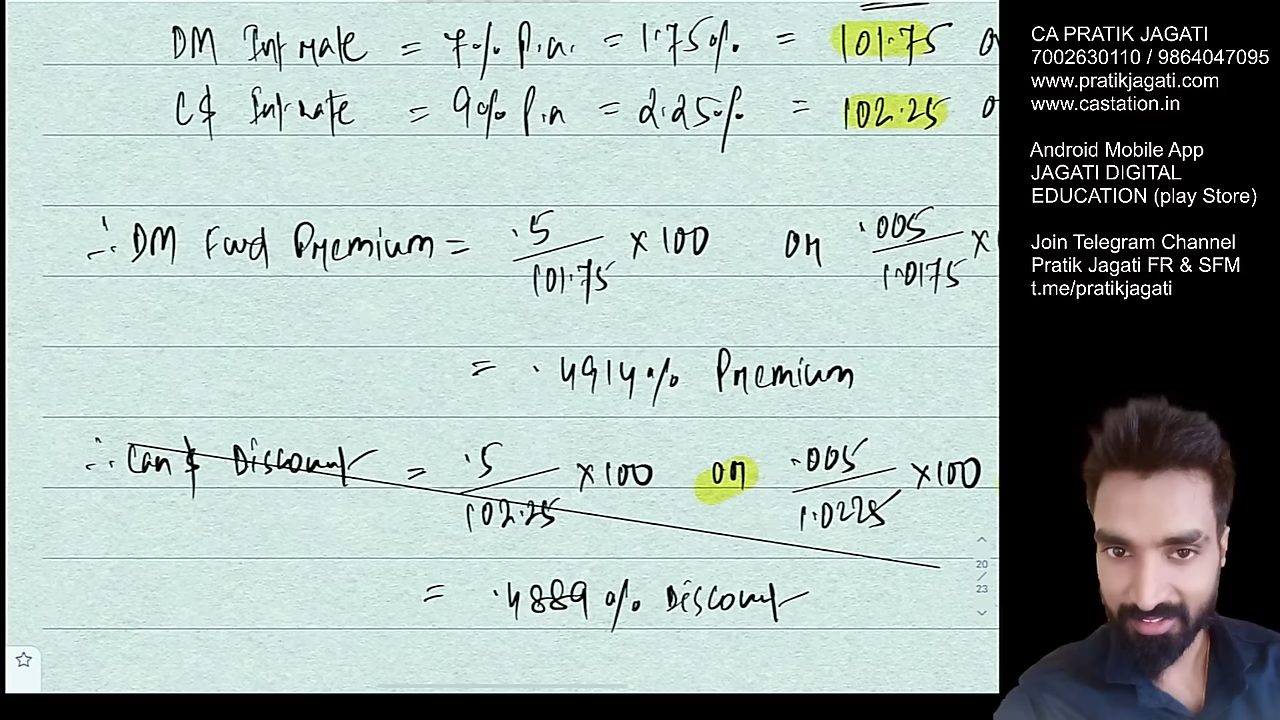 DM Int rate = 7% P.a. = 1.75% = 101.75 o
C$ Int rate = 9% P.a = 2.25% = 102.25 o
∴ DM Fwd Premium = .5/101.75 × 100 or .005/1.0175 ×
= .4914% Premium
∴ Can $ Discount = .5/102.25 × 100 or .005/1.0225 × 100
= .4889 % Discount
20
/
23
CA PRATIK JAGATI
7002630110 / 9864047095
www.pratikjagati.com
www.castation.in
Android Mobile App
JAGATI DIGITAL
EDUCATION (play Store)
Join Telegram Channel
Pratik Jagati FR & SFM
t.me/pratikjagati